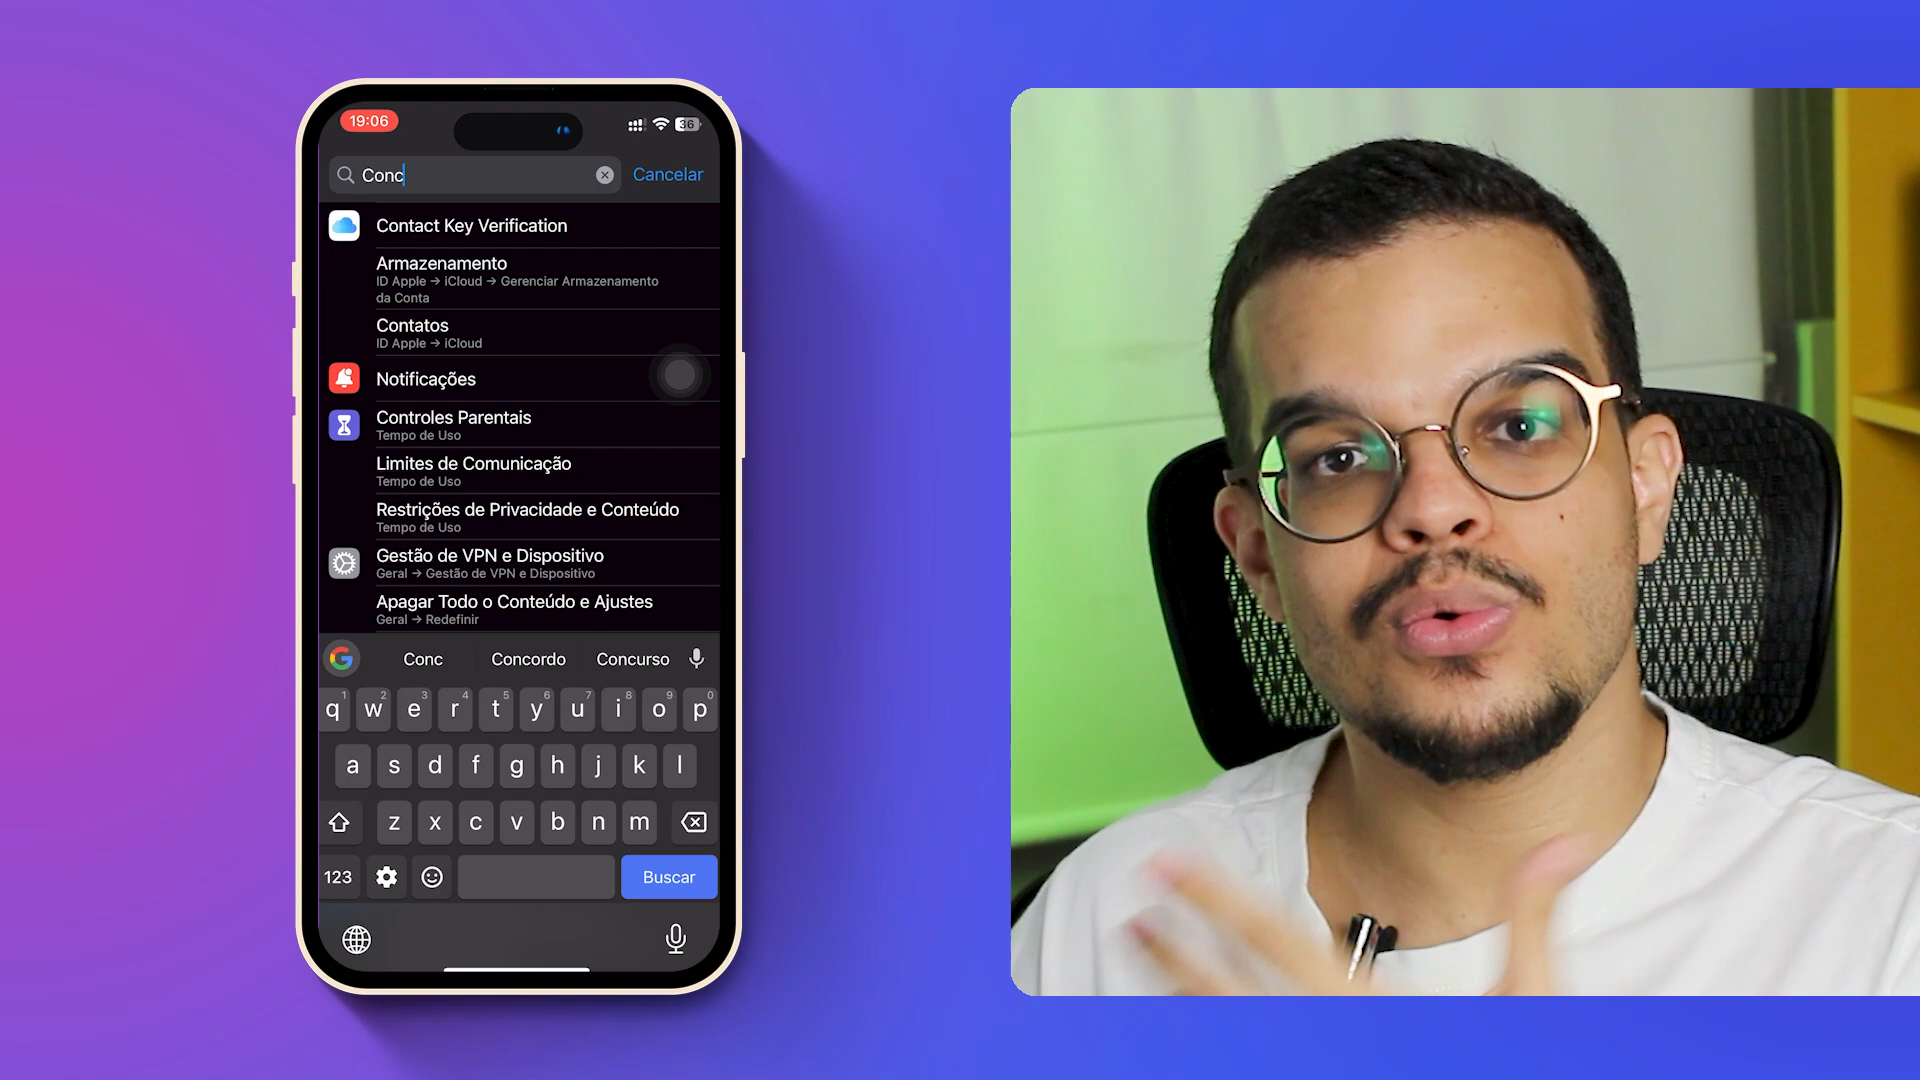 19:06
36
Conc
Cancelar
Contact Key Verification
Armazenamento
ID Apple → iCloud → Gerenciar Armazenamento
da Conta
Contatos
ID Apple → iCloud
Notificações
Controles Parentais
Tempo de Uso
Limites de Comunicação
Tempo de Uso
Restrições de Privacidade e Conteúdo
Tempo de Uso
Gestão de VPN e Dispositivo
Geral → Gestão de VPN e Dispositivo
Apagar Todo o Conteúdo e Ajustes
Geral → Redefinir
G Conc Concordo Concurso
1 2 3 4 5 6 7 8 9 0
q w e r t y u i o p
a s d f g h j k l
z x c v b n m
123
Buscar